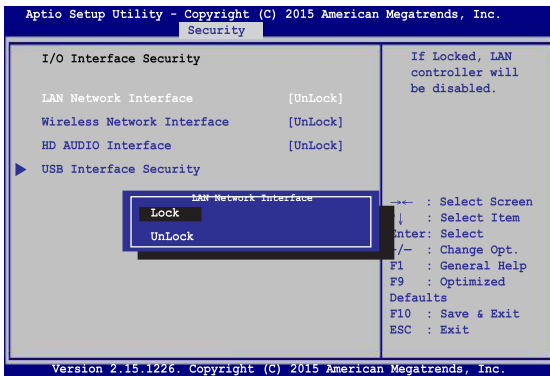 Aptio Setup Utility - Copyright (C) 2015 American Megatrends, Inc.
Security
I/O Interface Security
LAN Network Interface [UnLock]
Wireless Network Interface [UnLock]
HD AUDIO Interface [UnLock]
USB Interface Security
If Locked, LAN
controller will
be disabled.
LAN Network Interface
Lock
UnLock
→← : Select Screen
↓ : Select Item
Enter: Select
/— : Change Opt.
F1 : General Help
F9 : Optimized
Defaults
F10 : Save & Exit
ESC : Exit
Version 2.15.1226. Copyright (C) 2015 American Megatrends, Inc.